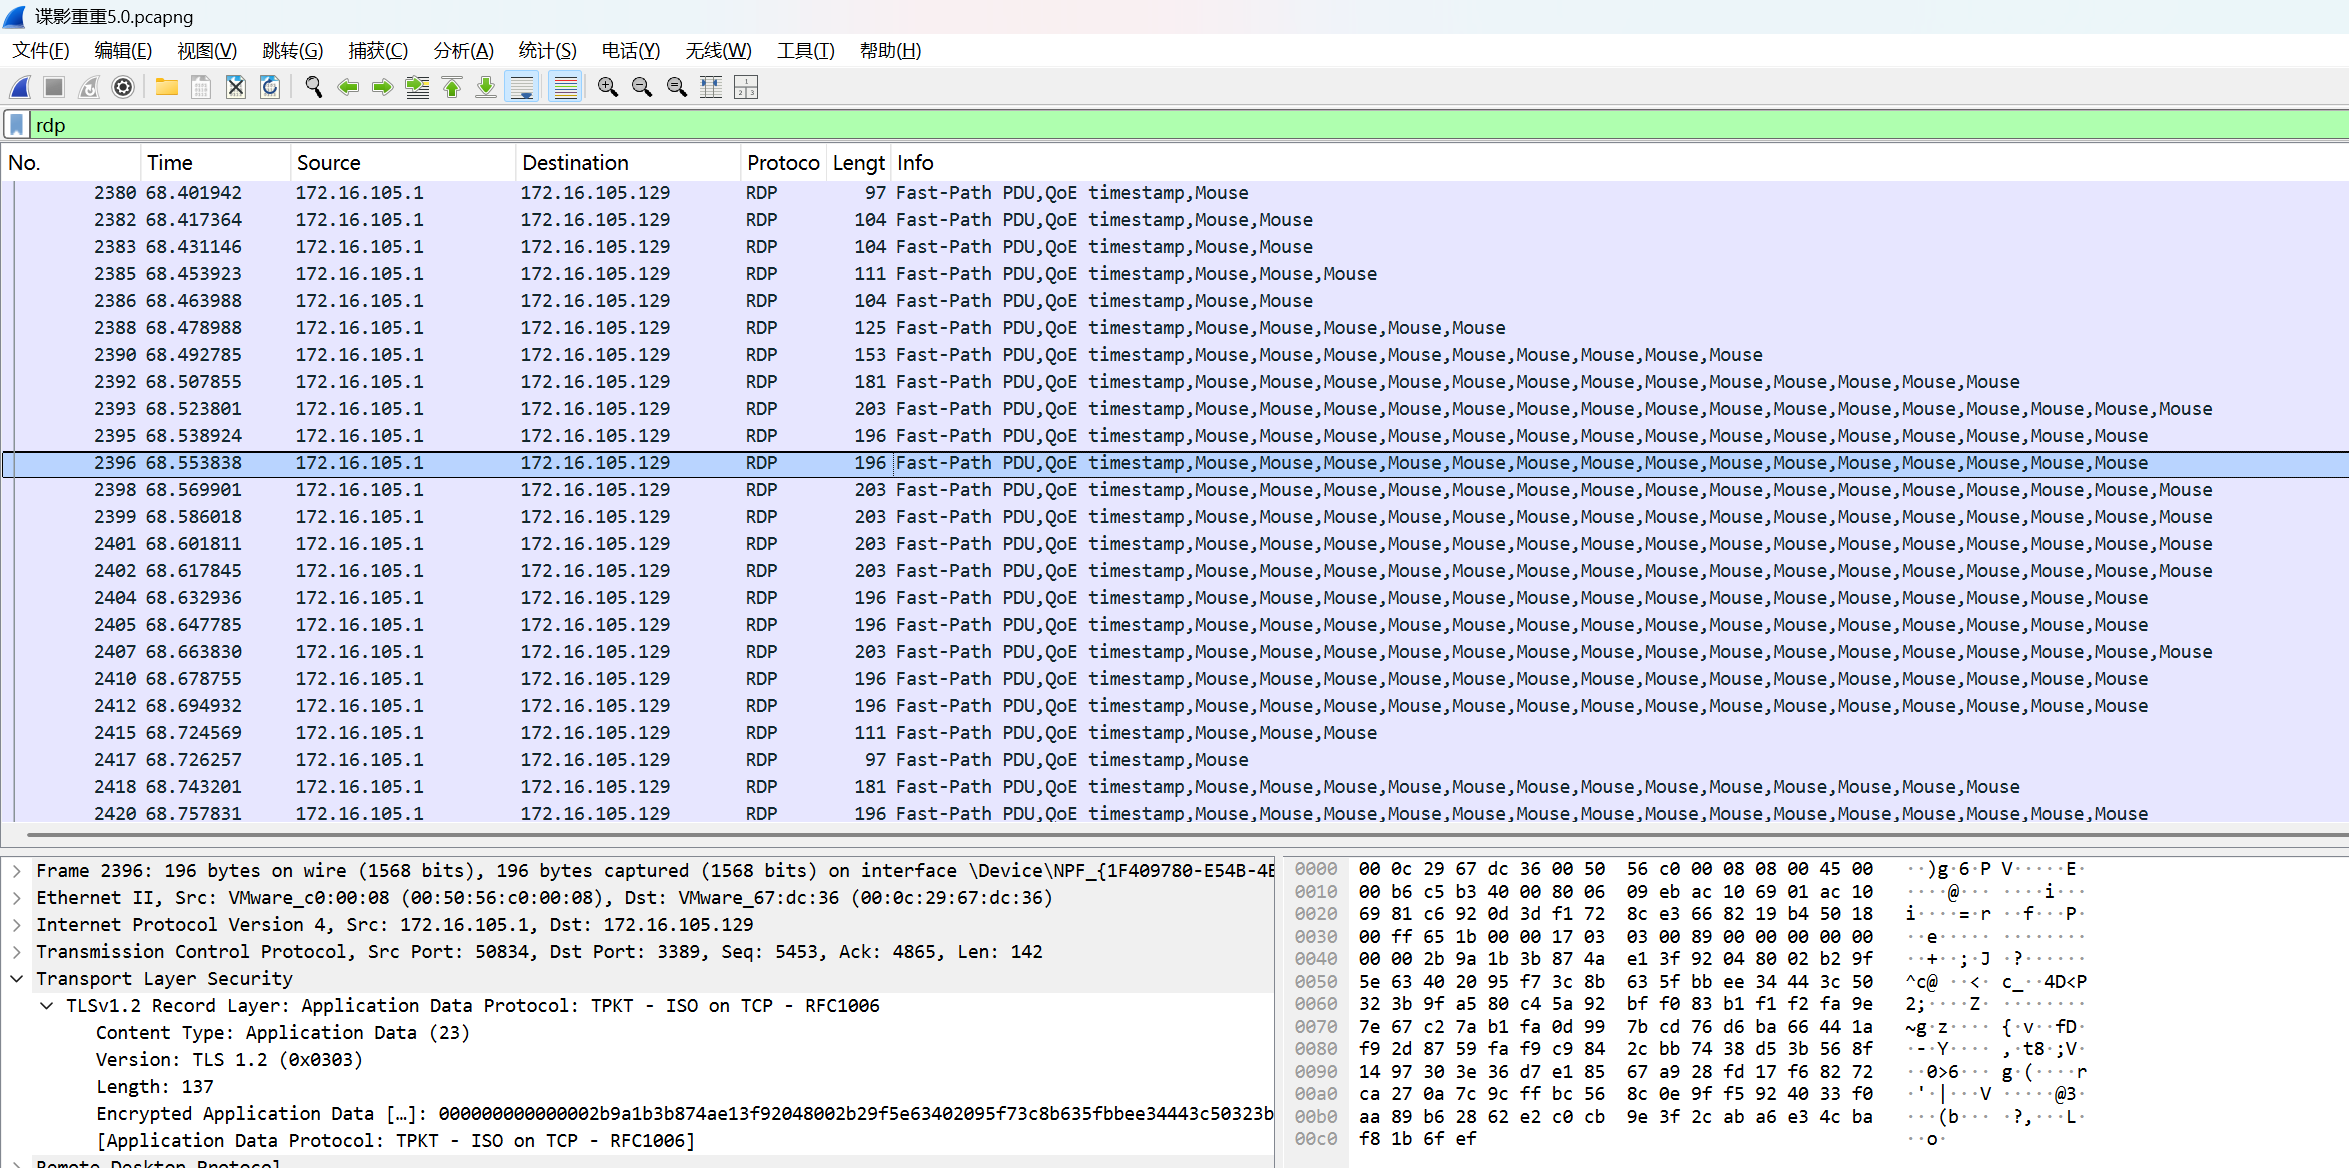 谍影重重5.0.pcapng
文件(F) 编辑(E) 视图(V) 跳转(G) 捕获(C) 分析(A) 统计(S) 电话(Y) 无线(W) 工具(T) 帮助(H)
rdp
No. Time Source Destination Protoco Lengt Info
2380 68.401942 172.16.105.1 172.16.105.129 RDP 97 Fast-Path PDU,QoE timestamp,Mouse
2382 68.417364 172.16.105.1 172.16.105.129 RDP 104 Fast-Path PDU,QoE timestamp,Mouse,Mouse
2383 68.431146 172.16.105.1 172.16.105.129 RDP 104 Fast-Path PDU,QoE timestamp,Mouse,Mouse
2385 68.453923 172.16.105.1 172.16.105.129 RDP 111 Fast-Path PDU,QoE timestamp,Mouse,Mouse,Mouse
2386 68.463988 172.16.105.1 172.16.105.129 RDP 104 Fast-Path PDU,QoE timestamp,Mouse,Mouse
2388 68.478988 172.16.105.1 172.16.105.129 RDP 125 Fast-Path PDU,QoE timestamp,Mouse,Mouse,Mouse,Mouse,Mouse
2390 68.492785 172.16.105.1 172.16.105.129 RDP 153 Fast-Path PDU,QoE timestamp,Mouse,Mouse,Mouse,Mouse,Mouse,Mouse,Mouse,Mouse,Mouse
2392 68.507855 172.16.105.1 172.16.105.129 RDP 181 Fast-Path PDU,QoE timestamp,Mouse,Mouse,Mouse,Mouse,Mouse,Mouse,Mouse,Mouse,Mouse,Mouse,Mouse,Mouse,Mouse
2393 68.523801 172.16.105.1 172.16.105.129 RDP 203 Fast-Path PDU,QoE timestamp,Mouse,Mouse,Mouse,Mouse,Mouse,Mouse,Mouse,Mouse,Mouse,Mouse,Mouse,Mouse,Mouse,Mouse,Mouse,Mouse
2395 68.538924 172.16.105.1 172.16.105.129 RDP 196 Fast-Path PDU,QoE timestamp,Mouse,Mouse,Mouse,Mouse,Mouse,Mouse,Mouse,Mouse,Mouse,Mouse,Mouse,Mouse,Mouse,Mouse,Mouse
2396 68.553838 172.16.105.1 172.16.105.129 RDP 196 Fast-Path PDU,QoE timestamp,Mouse,Mouse,Mouse,Mouse,Mouse,Mouse,Mouse,Mouse,Mouse,Mouse,Mouse,Mouse,Mouse,Mouse,Mouse
2398 68.569901 172.16.105.1 172.16.105.129 RDP 203 Fast-Path PDU,QoE timestamp,Mouse,Mouse,Mouse,Mouse,Mouse,Mouse,Mouse,Mouse,Mouse,Mouse,Mouse,Mouse,Mouse,Mouse,Mouse,Mouse
2399 68.586018 172.16.105.1 172.16.105.129 RDP 203 Fast-Path PDU,QoE timestamp,Mouse,Mouse,Mouse,Mouse,Mouse,Mouse,Mouse,Mouse,Mouse,Mouse,Mouse,Mouse,Mouse,Mouse,Mouse,Mouse
2401 68.601811 172.16.105.1 172.16.105.129 RDP 203 Fast-Path PDU,QoE timestamp,Mouse,Mouse,Mouse,Mouse,Mouse,Mouse,Mouse,Mouse,Mouse,Mouse,Mouse,Mouse,Mouse,Mouse,Mouse,Mouse
2402 68.617845 172.16.105.1 172.16.105.129 RDP 203 Fast-Path PDU,QoE timestamp,Mouse,Mouse,Mouse,Mouse,Mouse,Mouse,Mouse,Mouse,Mouse,Mouse,Mouse,Mouse,Mouse,Mouse,Mouse,Mouse
2404 68.632936 172.16.105.1 172.16.105.129 RDP 196 Fast-Path PDU,QoE timestamp,Mouse,Mouse,Mouse,Mouse,Mouse,Mouse,Mouse,Mouse,Mouse,Mouse,Mouse,Mouse,Mouse,Mouse,Mouse
2405 68.647785 172.16.105.1 172.16.105.129 RDP 196 Fast-Path PDU,QoE timestamp,Mouse,Mouse,Mouse,Mouse,Mouse,Mouse,Mouse,Mouse,Mouse,Mouse,Mouse,Mouse,Mouse,Mouse,Mouse
2407 68.663830 172.16.105.1 172.16.105.129 RDP 203 Fast-Path PDU,QoE timestamp,Mouse,Mouse,Mouse,Mouse,Mouse,Mouse,Mouse,Mouse,Mouse,Mouse,Mouse,Mouse,Mouse,Mouse,Mouse,Mouse
2410 68.678755 172.16.105.1 172.16.105.129 RDP 196 Fast-Path PDU,QoE timestamp,Mouse,Mouse,Mouse,Mouse,Mouse,Mouse,Mouse,Mouse,Mouse,Mouse,Mouse,Mouse,Mouse,Mouse,Mouse
2412 68.694932 172.16.105.1 172.16.105.129 RDP 196 Fast-Path PDU,QoE timestamp,Mouse,Mouse,Mouse,Mouse,Mouse,Mouse,Mouse,Mouse,Mouse,Mouse,Mouse,Mouse,Mouse,Mouse,Mouse
2415 68.724569 172.16.105.1 172.16.105.129 RDP 111 Fast-Path PDU,QoE timestamp,Mouse,Mouse,Mouse
2417 68.726257 172.16.105.1 172.16.105.129 RDP 97 Fast-Path PDU,QoE timestamp,Mouse
2418 68.743201 172.16.105.1 172.16.105.129 RDP 181 Fast-Path PDU,QoE timestamp,Mouse,Mouse,Mouse,Mouse,Mouse,Mouse,Mouse,Mouse,Mouse,Mouse,Mouse,Mouse,Mouse
2420 68.757831 172.16.105.1 172.16.105.129 RDP 196 Fast-Path PDU,QoE timestamp,Mouse,Mouse,Mouse,Mouse,Mouse,Mouse,Mouse,Mouse,Mouse,Mouse,Mouse,Mouse,Mouse,Mouse,Mouse
Frame 2396: 196 bytes on wire (1568 bits), 196 bytes captured (1568 bits) on interface \Device\NPF_{1F409780-E54B-4E
Ethernet II, Src: VMware_c0:00:08 (00:50:56:c0:00:08), Dst: VMware_67:dc:36 (00:0c:29:67:dc:36)
Internet Protocol Version 4, Src: 172.16.105.1, Dst: 172.16.105.129
Transmission Control Protocol, Src Port: 50834, Dst Port: 3389, Seq: 5453, Ack: 4865, Len: 142
Transport Layer Security
TLSv1.2 Record Layer: Application Data Protocol: TPKT - ISO on TCP - RFC1006
Content Type: Application Data (23)
Version: TLS 1.2 (0x0303)
Length: 137
Encrypted Application Data […]: 000000000000002b9a1b3b874ae13f92048002b29f5e63402095f73c8b635fbbee34443c50323b
[Application Data Protocol: TPKT - ISO on TCP - RFC1006]
Remote Desktop Protocol
0000 00 0c 29 67 dc 36 00 50 56 c0 00 08 08 00 45 00 ··)g·6·P V·····E·
0010 00 b6 c5 b3 40 00 80 06 09 eb ac 10 69 01 ac 10 ····@··· ····i···
0020 69 81 c6 92 0d 3d f1 72 8c e3 66 82 19 b4 50 18 i····=·r ··f···P·
0030 00 ff 65 1b 00 00 17 03 03 00 89 00 00 00 00 00 ··e····· ········
0040 00 00 2b 9a 1b 3b 87 4a e1 3f 92 04 80 02 b2 9f ··+··;·J ·?······
0050 5e 63 40 20 95 f7 3c 8b 63 5f bb ee 34 44 3c 50 ^c@ ··<· c_··4D<P
0060 32 3b 9f a5 80 c4 5a 92 bf f0 83 b1 f1 f2 fa 9e 2;····Z· ········
0070 7e 67 c2 7a b1 fa 0d 99 7b cd 76 d6 ba 66 44 1a ~g·z···· {·v··fD·
0080 f9 2d 87 59 fa f9 c9 84 2c bb 74 38 d5 3b 56 8f ·-·Y···· ,·t8·;V·
0090 14 97 30 3e 36 d7 e1 85 67 a9 28 fd 17 f6 82 72 ··0>6··· g·(····r
00a0 ca 27 0a 7c 9c ff bc 56 8c 0e 9f f5 92 40 33 f0 ·'·|···V ·····@3·
00b0 aa 89 b6 28 62 e2 c0 cb 9e 3f 2c ab a6 e3 4c ba ···(b··· ·?,···L·
00c0 f8 1b 6f ef ··o·